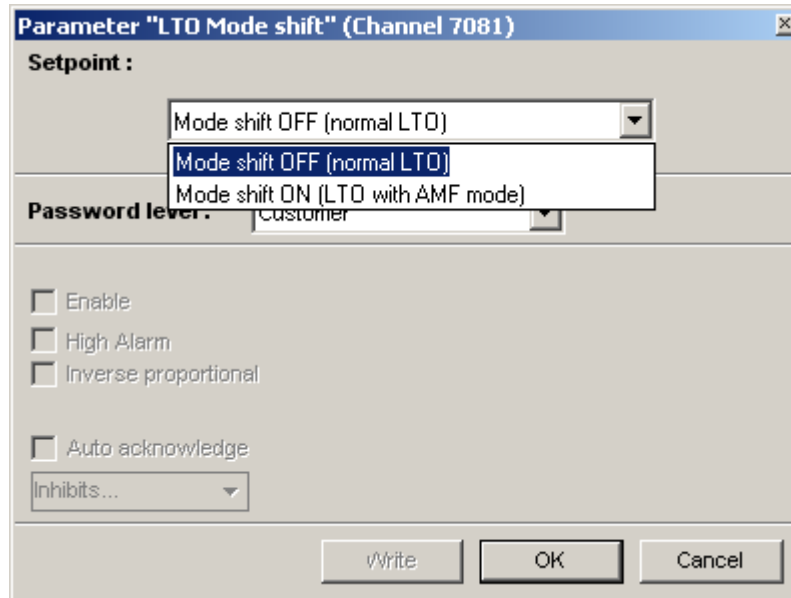 Parameter "LTO Mode shift" (Channel 7081)
Setpoint :
Mode shift OFF (normal LTO)
Mode shift OFF (normal LTO)
Mode shift ON (LTO with AMF mode)
Password level : Customer
Enable
High Alarm
Inverse proportional
Auto acknowledge
Inhibits...
Write OK Cancel